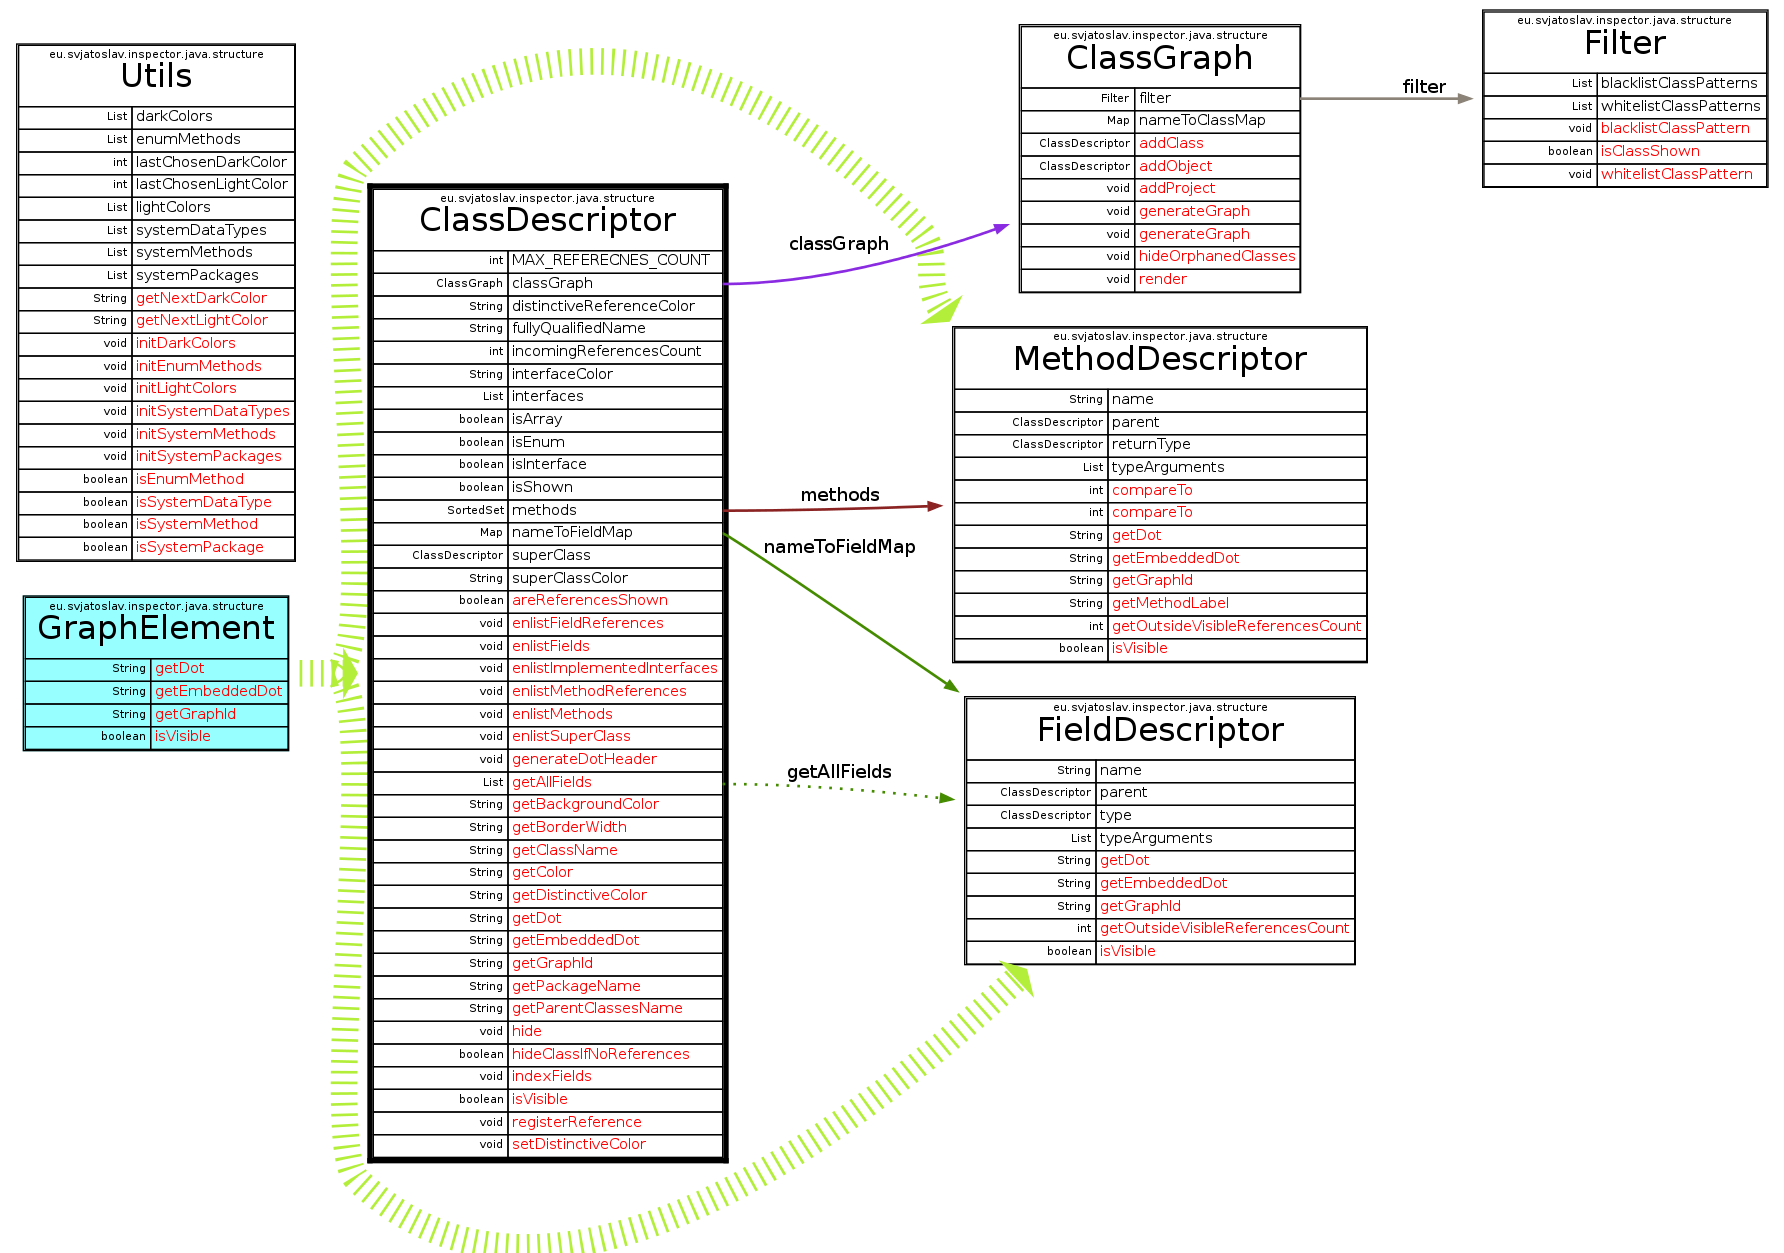 eu.svjatoslav.inspector.java.structure
Utils
List darkColors
List enumMethods
int lastChosenDarkColor
int lastChosenLightColor
List lightColors
List systemDataTypes
List systemMethods
List systemPackages
String getNextDarkColor
String getNextLightColor
void initDarkColors
void initEnumMethods
void initLightColors
void initSystemDataTypes
void initSystemMethods
void initSystemPackages
boolean isEnumMethod
boolean isSystemDataType
boolean isSystemMethod
boolean isSystemPackage
eu.svjatoslav.inspector.java.structure
GraphElement
String getDot
String getEmbeddedDot
String getGraphId
boolean isVisible
eu.svjatoslav.inspector.java.structure
ClassDescriptor
int MAX_REFERECNES_COUNT
ClassGraph classGraph
String distinctiveReferenceColor
String fullyQualifiedName
int incomingReferencesCount
String interfaceColor
List interfaces
boolean isArray
boolean isEnum
boolean isInterface
boolean isShown
SortedSet methods
Map nameToFieldMap
ClassDescriptor superClass
String superClassColor
boolean areReferencesShown
void enlistFieldReferences
void enlistFields
void enlistImplementedInterfaces
void enlistMethodReferences
void enlistMethods
void enlistSuperClass
void generateDotHeader
List getAllFields
String getBackgroundColor
String getBorderWidth
String getClassName
String getColor
String getDistinctiveColor
String getDot
String getEmbeddedDot
String getGraphId
String getPackageName
String getParentClassesName
void hide
boolean hideClassIfNoReferences
void indexFields
boolean isVisible
void registerReference
void setDistinctiveColor
classGraph
methods
nameToFieldMap
getAllFields
eu.svjatoslav.inspector.java.structure
ClassGraph
Filter filter
Map nameToClassMap
ClassDescriptor addClass
ClassDescriptor addObject
void addProject
void generateGraph
void generateGraph
void hideOrphanedClasses
void render
eu.svjatoslav.inspector.java.structure
MethodDescriptor
String name
ClassDescriptor parent
ClassDescriptor returnType
List typeArguments
int compareTo
int compareTo
String getDot
String getEmbeddedDot
String getGraphId
String getMethodLabel
int getOutsideVisibleReferencesCount
boolean isVisible
eu.svjatoslav.inspector.java.structure
FieldDescriptor
String name
ClassDescriptor parent
ClassDescriptor type
List typeArguments
String getDot
String getEmbeddedDot
String getGraphId
int getOutsideVisibleReferencesCount
boolean isVisible
filter
eu.svjatoslav.inspector.java.structure
Filter
List blacklistClassPatterns
List whitelistClassPatterns
void blacklistClassPattern
boolean isClassShown
void whitelistClassPattern